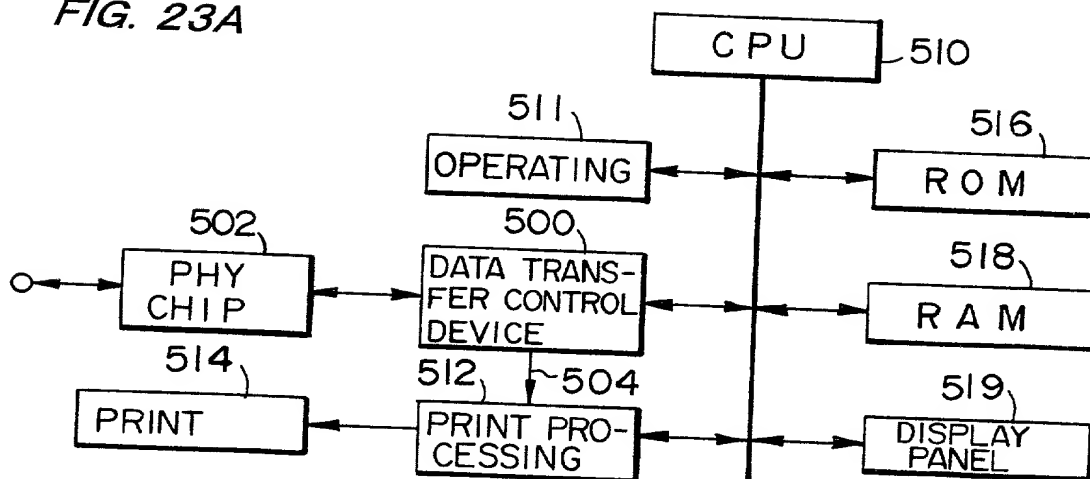 FIG. 23A
CPU
510
511
OPERATING
516
ROM
502
PHY
CHIP
500
DATA TRANS-
FER CONTROL
DEVICE
518
RAM
514
PRINT
512
504
PRINT PRO-
CESSING
519
DISPLAY
PANEL